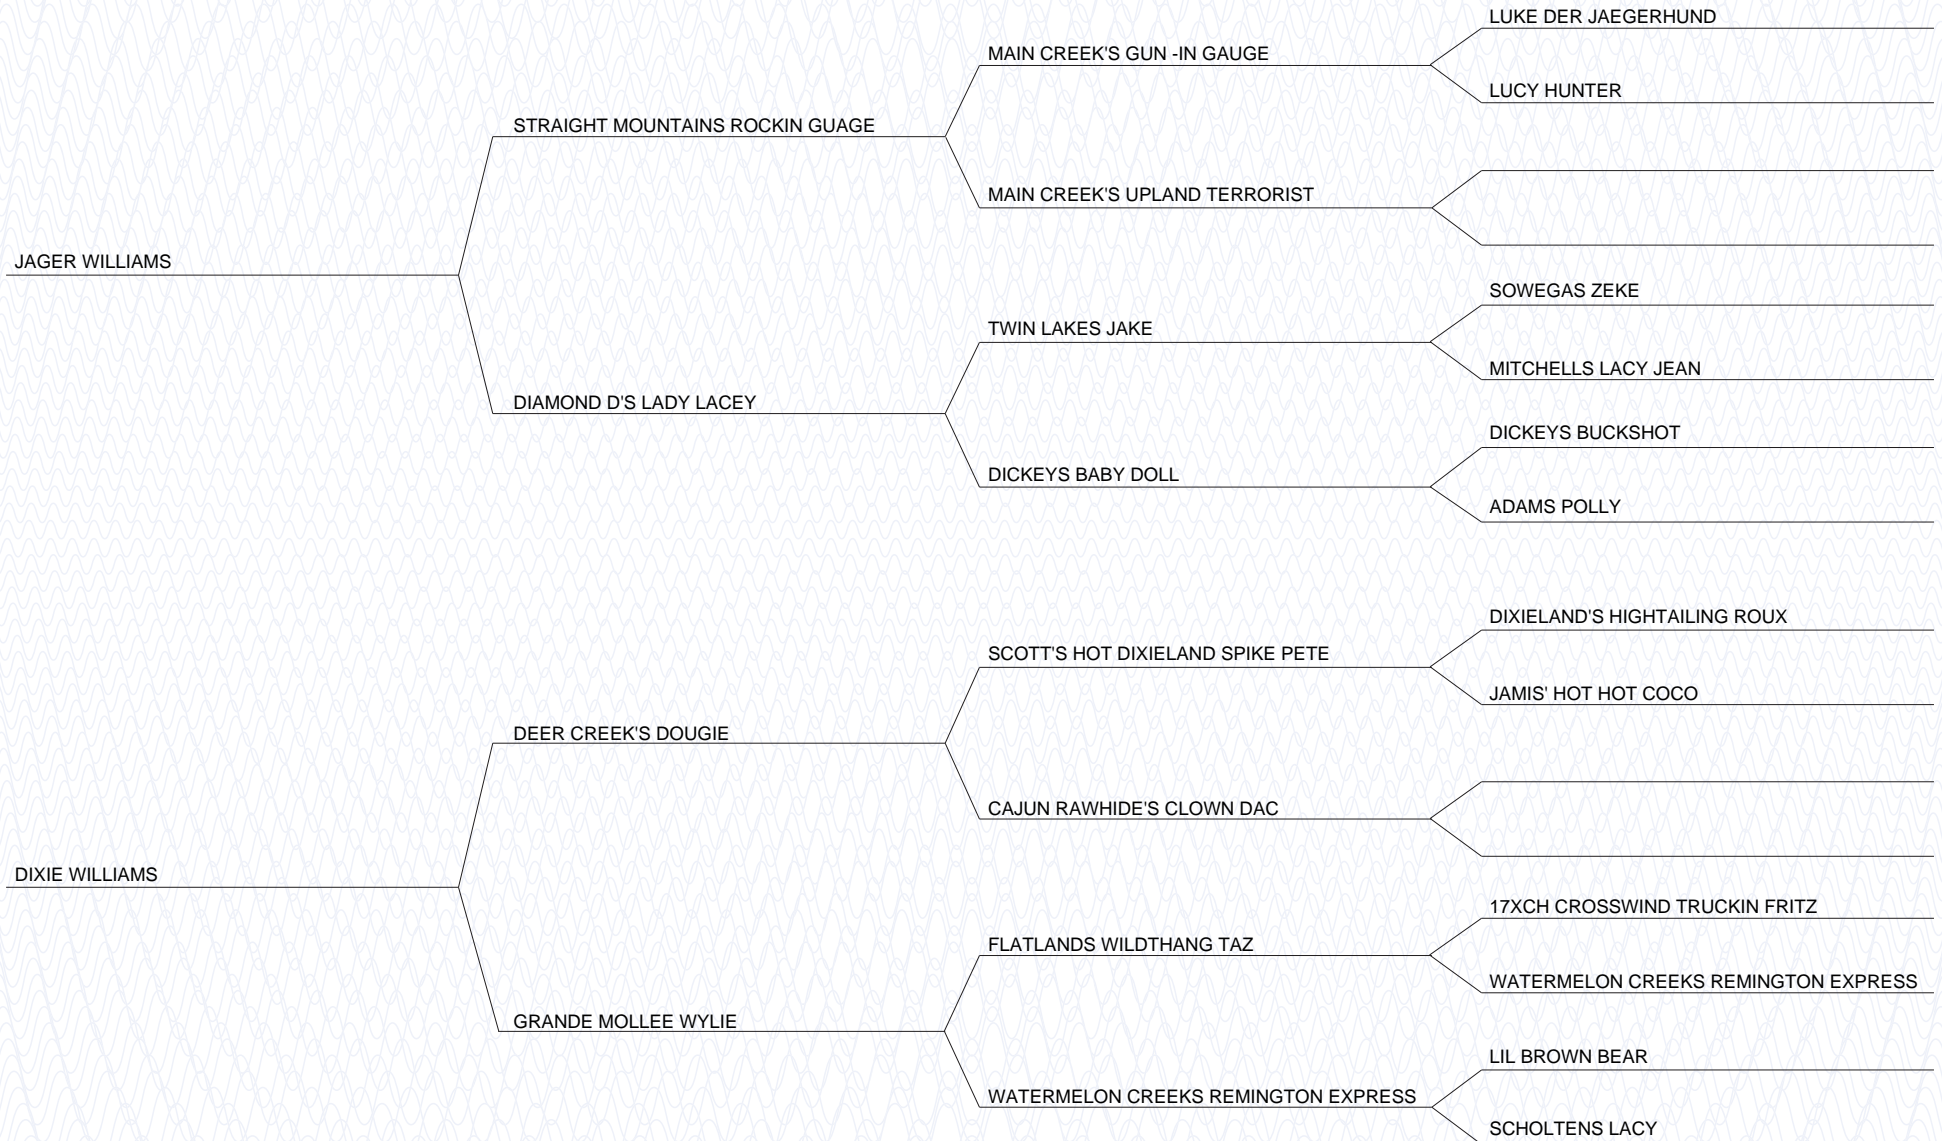 LUKE DER JAEGERHUND
MAIN CREEK'S GUN -IN GAUGE
LUCY HUNTER
STRAIGHT MOUNTAINS ROCKIN GUAGE
MAIN CREEK'S UPLAND TERRORIST
JAGER WILLIAMS
SOWEGAS ZEKE
TWIN LAKES JAKE
MITCHELLS LACY JEAN
DIAMOND D'S LADY LACEY
DICKEYS BUCKSHOT
DICKEYS BABY DOLL
ADAMS POLLY
DIXIELAND'S HIGHTAILING ROUX
SCOTT'S HOT DIXIELAND SPIKE PETE
JAMIS' HOT HOT COCO
DEER CREEK'S DOUGIE
CAJUN RAWHIDE'S CLOWN DAC
DIXIE WILLIAMS
17XCH CROSSWIND TRUCKIN FRITZ
FLATLANDS WILDTHANG TAZ
WATERMELON CREEKS REMINGTON EXPRESS
GRANDE MOLLEE WYLIE
LIL BROWN BEAR
WATERMELON CREEKS REMINGTON EXPRESS
SCHOLTENS LACY